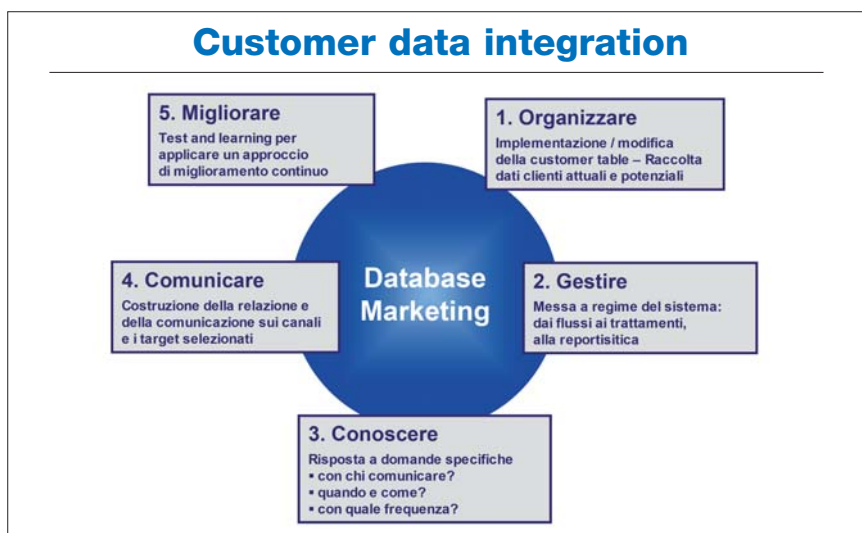 Customer data integration
5. Migliorare
Test and learning per
applicare un approccio
di miglioramento continuo
1. Organizzare
Implementazione / modifica
della customer table – Raccolta
dati clienti attuali e potenziali
4. Comunicare
Costruzione della relazione e
della comunicazione sui canali
e i target selezionati
Database
Marketing
2. Gestire
Messa a regime del sistema:
dai flussi ai trattamenti,
alla reportisitica
3. Conoscere
Risposta a domande specifiche
▪ con chi comunicare?
▪ quando e come?
▪ con quale frequenza?